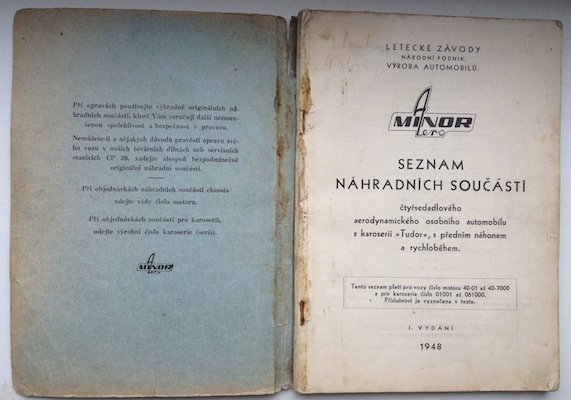 Při opravách používejte výhradně originálních ná-
hradních součástí, které Vám zaručují další nezmen-
šenou spolehlivost a bezpečnost v provozu.
Nemůžete-li z nějakých důvodů provésti opravu své-
ho vozu v našich továrních dílnách neb servisních
stanicích ÚP 20, žádejte alespoň bezpodmínečně
originální náhradní součásti.
Při objednávkách náhradních součástí chassis
udejte vždy číslo motoru.
Při objednávkách součástí pro karoserii,
udejte výrobní číslo karoserie (serii).
MINOR
Aero
LETECKÉ ZÁVODY
NÁRODNÍ PODNIK.
VÝROBA AUTOMOBILŮ.
MINOR
Aero
SEZNAM
NÁHRADNÍCH SOUČÁSTÍ
čtyřsedadlového
aerodynamického osobního automobilu
s karoserií »Tudor«, s předním náhonem
a rychloběhem.
Tento seznam platí pro vozy číslo motoru 40-01 až 40-7000
a pro karoserie číslo 01001 až 061000.
Příslušnost je vyznačena v textu.
I. VYDÁNÍ
1948